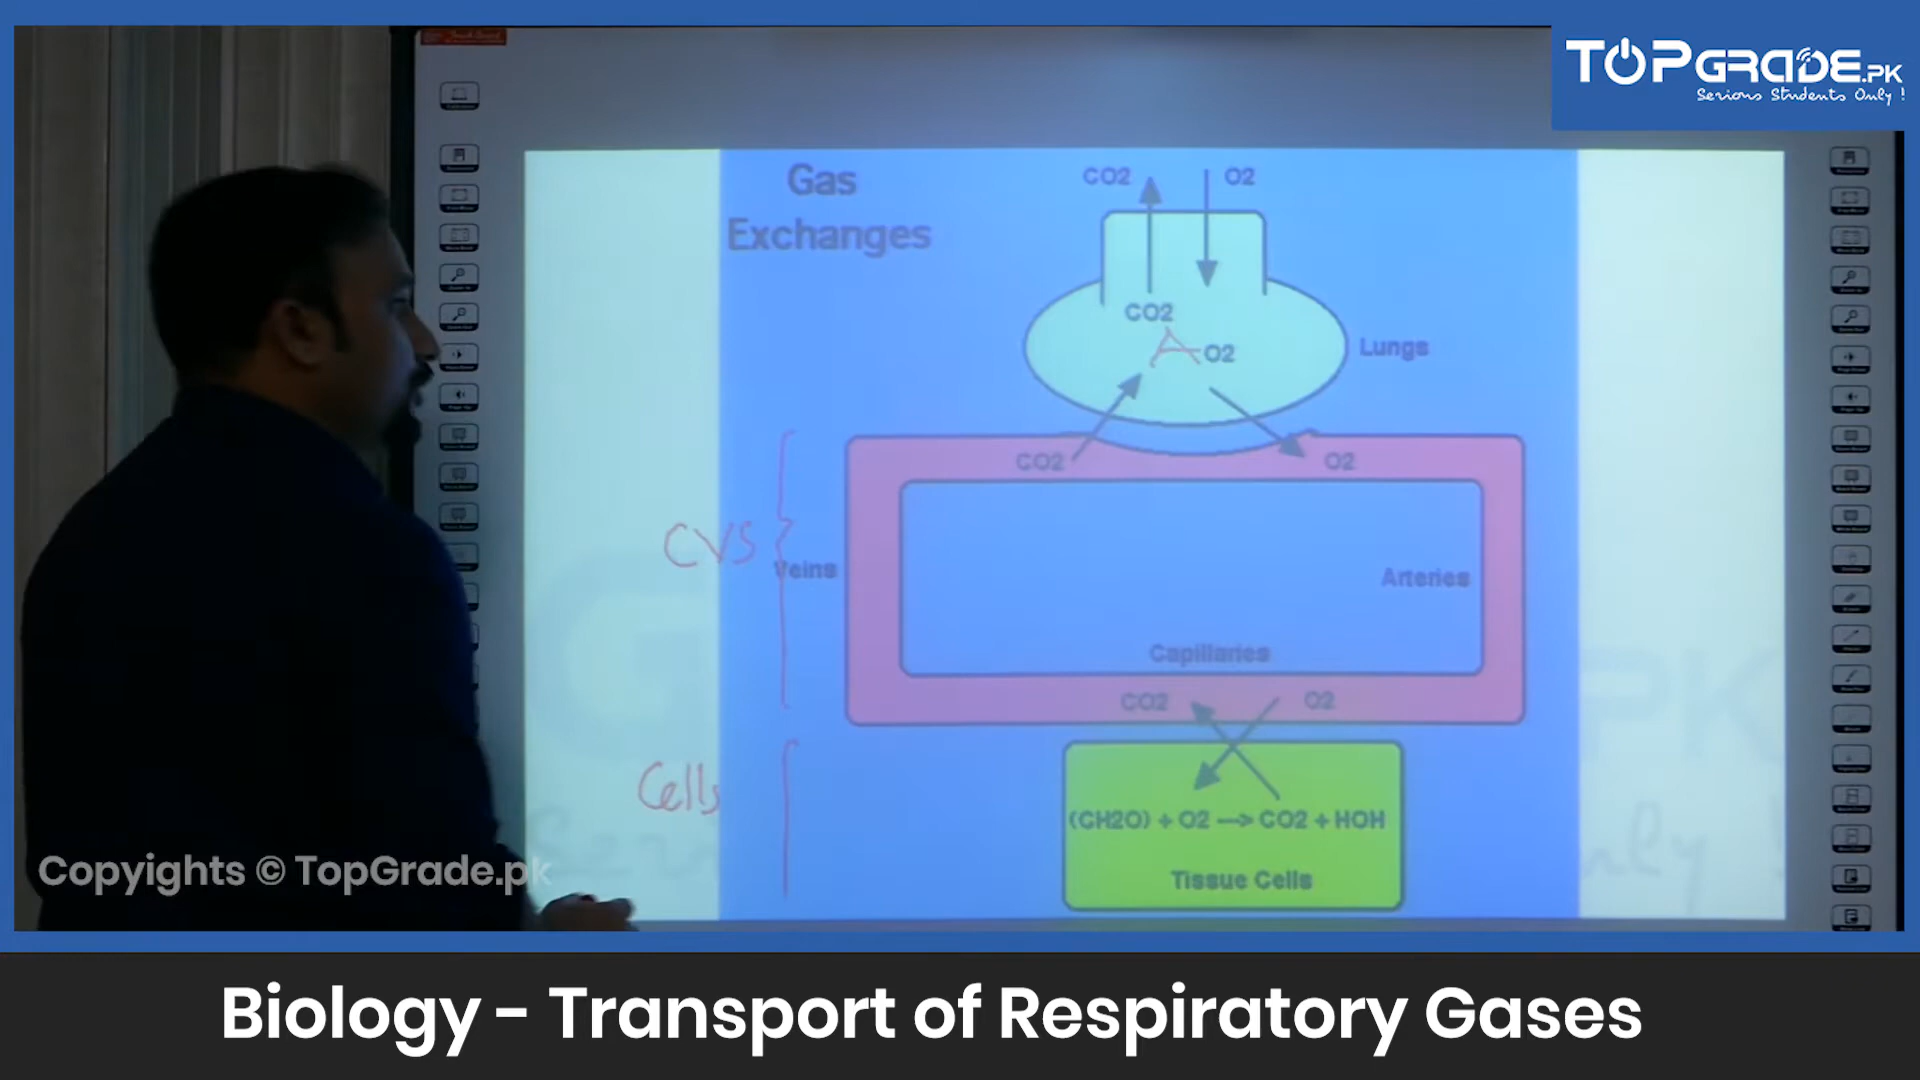 TOPGRADE.PK
Serious Students Only !
Gas
Exchanges
CO2
O2
CO2
A
O2
Lungs
CO2
O2
CVS
Veins
Arteries
Capillaries
CO2
O2
Cells
(CH2O) + O2 —> CO2 + HOH
Tissue Cells
Copyights © TopGrade.pk
Biology - Transport of Respiratory Gases